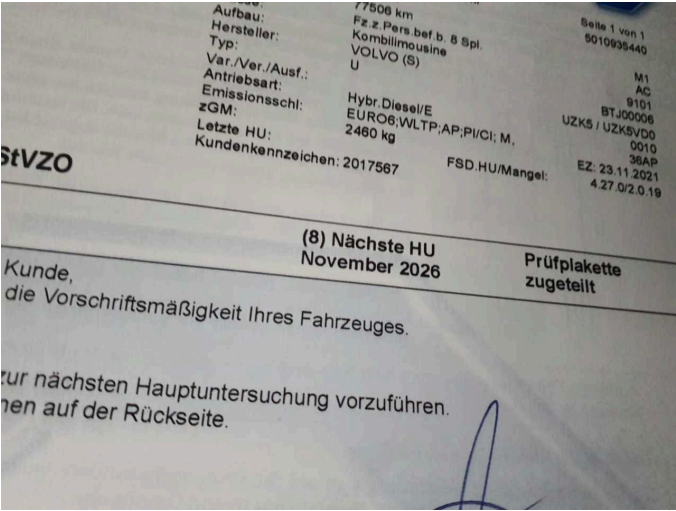 77506 km
Seite 1 von 1
5010935440
Aufbau: Fz.z.Pers.bef.b. 8 Spl. M1
Hersteller: Kombilimousine AC
Typ: VOLVO (S) 9101
Var./Ver./Ausf.: U BTJ00006
Antriebsart: UZK5 / UZK5VD0
Emissionsschl: Hybr.Diesel/E 0010
zGM: EURO6;WLTP;AP;PI/CI; M, 36AP
Letzte HU: 2460 kg EZ: 23.11.2021
Kundenkennzeichen: 2017567 FSD.HU/Mangel: 4.27.0/2.0.19
StVZO
(8) Nächste HU Prüfplakette
November 2026 zugeteilt
Kunde,
die Vorschriftsmäßigkeit Ihres Fahrzeuges.
zur nächsten Hauptuntersuchung vorzuführen.
nen auf der Rückseite.